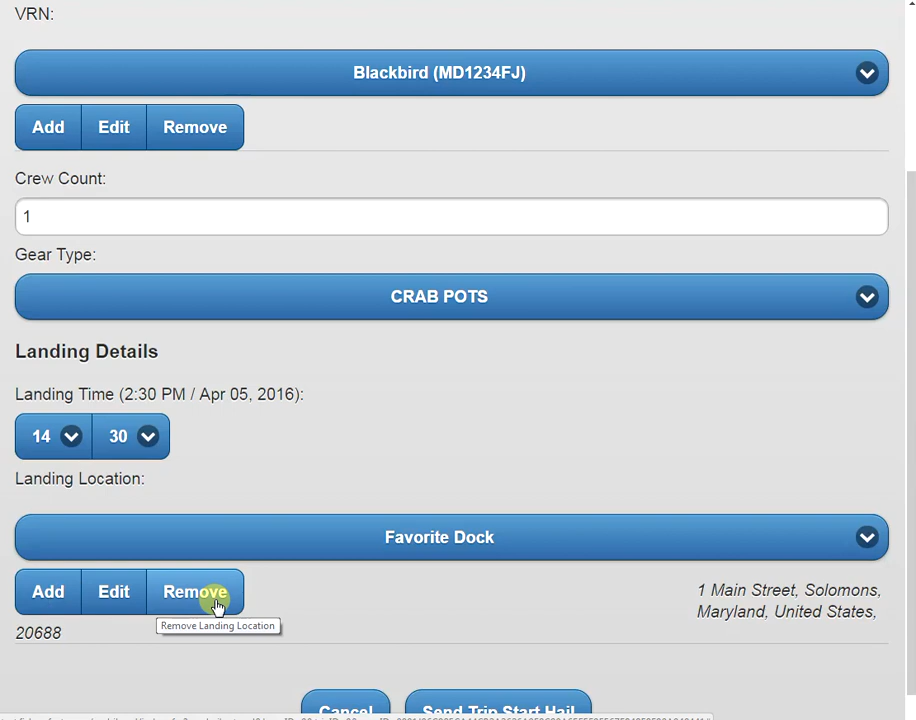 VRN:
Blackbird (MD1234FJ)
Add Edit Remove
Crew Count:
1
Gear Type:
CRAB POTS
Landing Details
Landing Time (2:30 PM / Apr 05, 2016):
14 30
Landing Location:
Favorite Dock
Add Edit Remove
1 Main Street, Solomons,
Maryland, United States,
Remove Landing Location
20688
Cancel Send Trip Start Hail